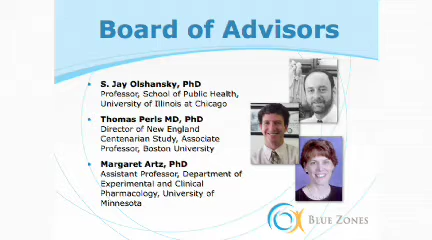 Board of Advisors
S. Jay Olshansky, PhD
Professor, School of Public Health,
University of Illinois at Chicago
Thomas Perls MD, PhD
Director of New England
Centenarian Study, Associate
Professor, Boston University
Margaret Artz, PhD
Assistant Professor, Department of
Experimental and Clinical
Pharmacology, University of
Minnesota
BLUE ZONES